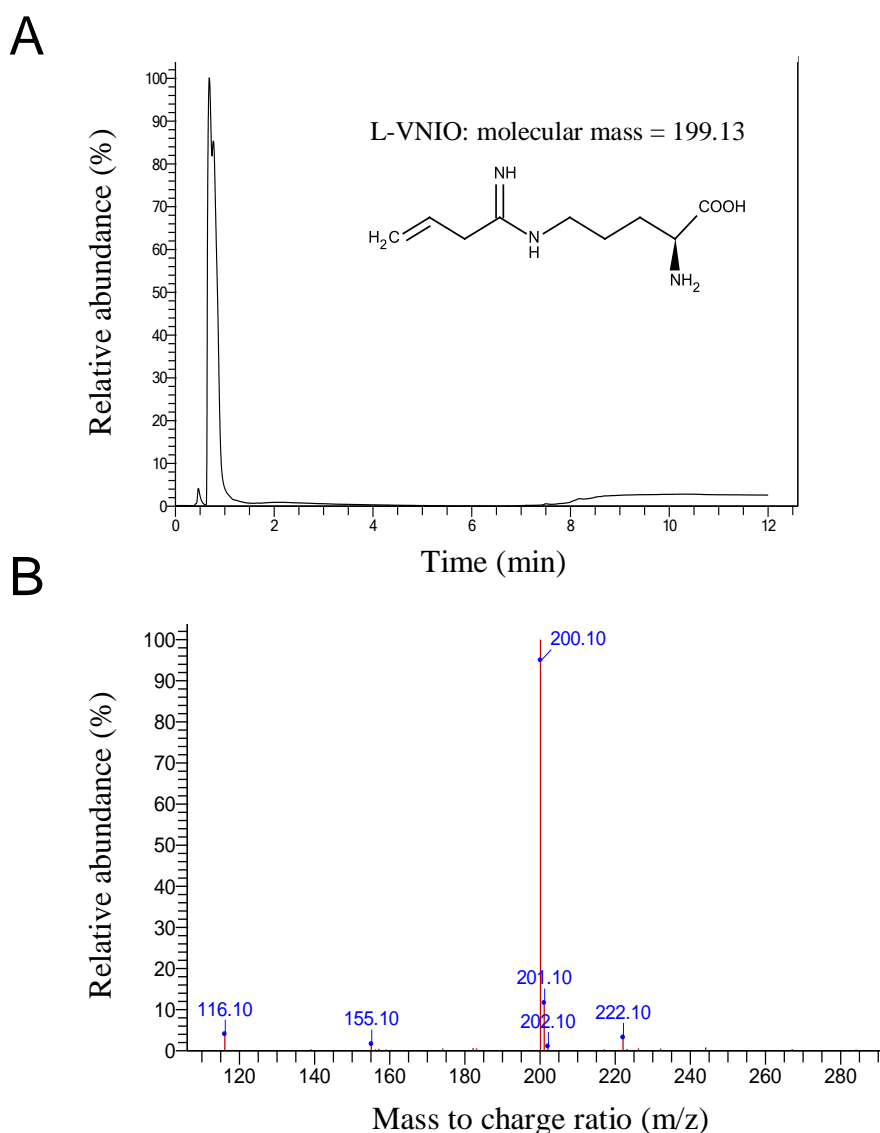 A
100
90
80
70
60
50
40
30
20
10
0
Relative abundance (%)
L-VNIO: molecular mass = 199.13
NH
H2C
N
H
COOH
NH2
0 2 4 6 8 10 12
Time (min)
B
100
90
80
70
60
50
40
30
20
10
0
Relative abundance (%)
200.10
201.10
202.10
222.10
116.10
155.10
120 140 160 180 200 220 240 260 280
Mass to charge ratio (m/z)